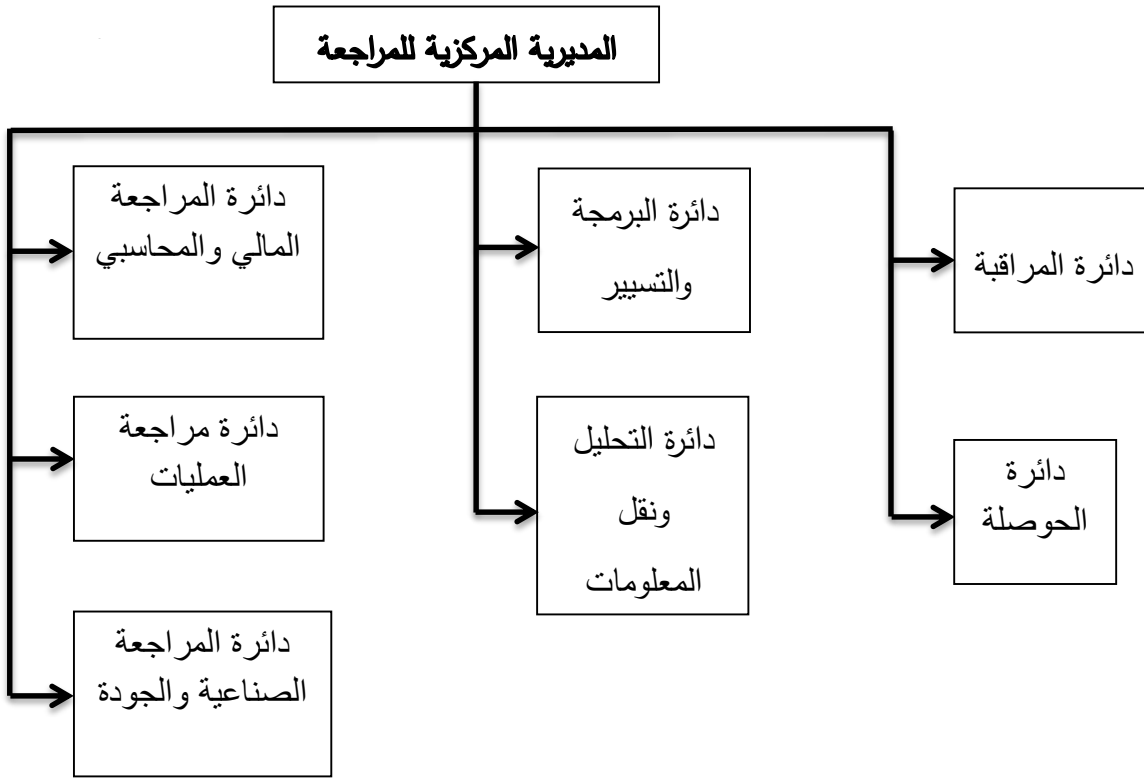 المديرية المركزية للمراجعة
دائرة المراقبة
دائرة
الحوصلة
دائرة البرمجة
والتسيير
دائرة التحليل
ونقل
المعلومات
دائرة المراجعة
المالي والمحاسبي
دائرة مراجعة
العمليات
دائرة المراجعة
الصناعية والجودة